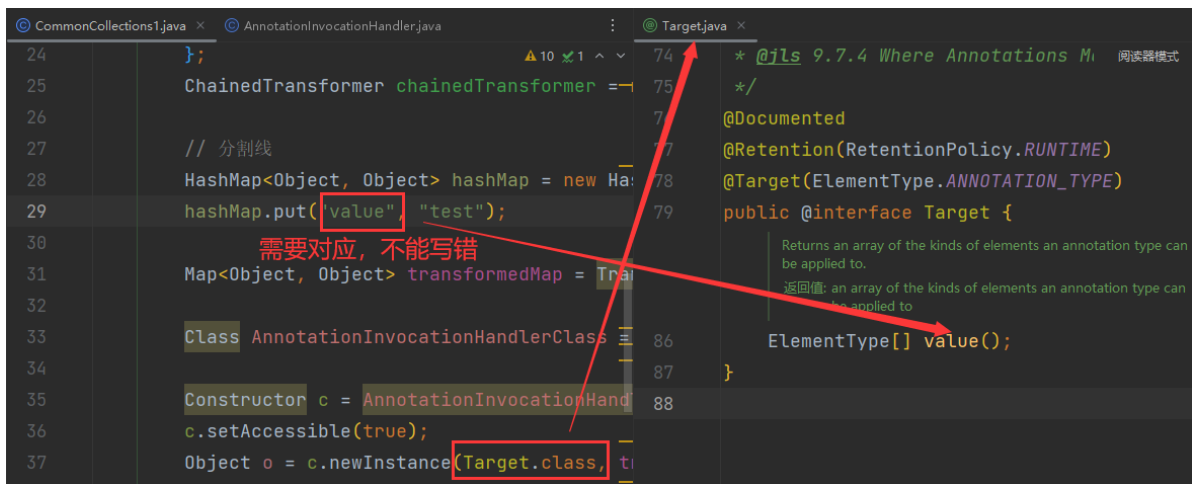 CommonCollections1.java
AnnotationInvocationHandler.java
24 };
10 1
25 ChainedTransformer chainedTransformer =
26
27 // 分割线
28 HashMap<Object, Object> hashMap = new
29 hashMap.put("value", "test");
30
需要对应，不能写错
31 Map<Object, Object> transformedMap =
32
33 Class AnnotationInvocationHandlerClass =
34
35 Constructor c =
36 c.setAccessible(true);
37 Object o = c.newInstance(Target.class,
Target.java
74 * @jls 9.7.4 Where Annotations
阅读器模式
75 */
@Documented
@Retention(RetentionPolicy.RUNTIME)
78 @Target(ElementType.ANNOTATION_TYPE)
79 public @interface Target {
Returns an array of the kinds of elements an annotation type can
be applied to.
返回值: an array of the kinds of elements an annotation type can
be applied to
86 ElementType[] value();
87 }
88